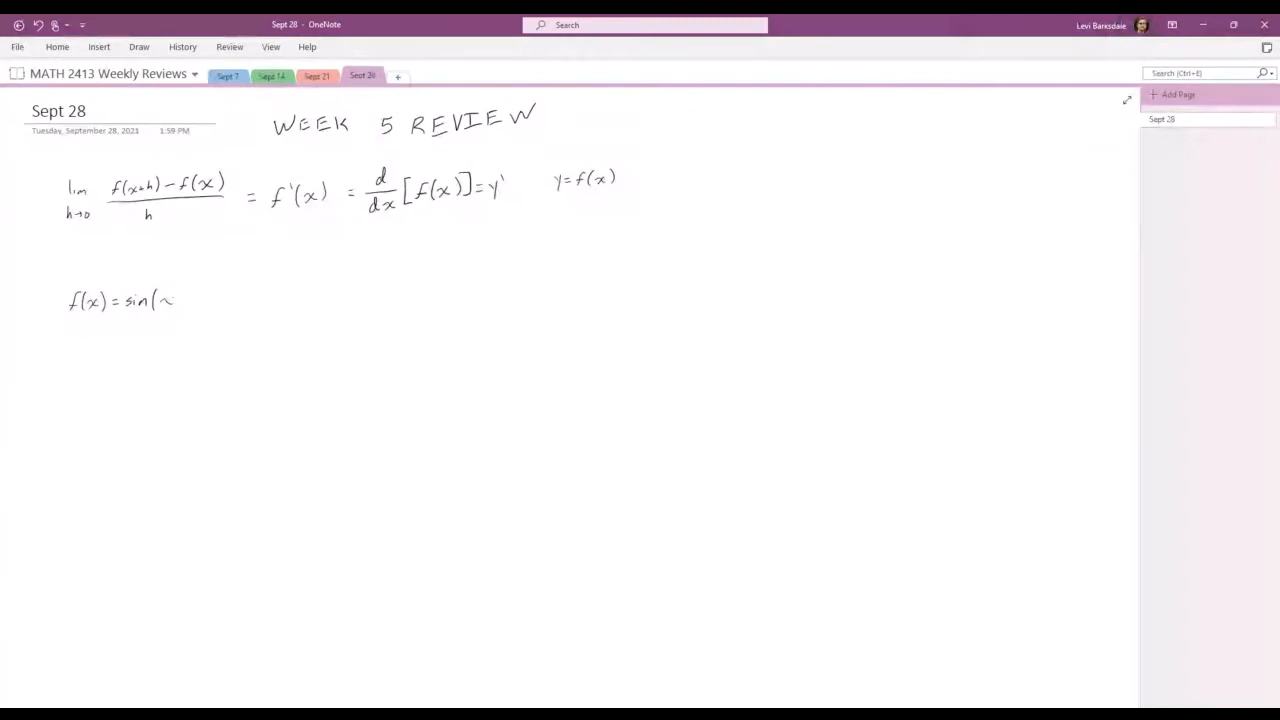 Sept 28 - OneNote
Search
Levi Barksdale
File Home Insert Draw History Review View Help
MATH 2413 Weekly Reviews
Sept 7 Sept 14 Sept 21 Sept 28
+
Search (Ctrl+E)
Add Page
Sept 28
Sept 28
Tuesday, September 28, 2021 1:59 PM
WEEK 5 REVIEW
lim h→0 f(x+h)-f(x) / h = f'(x) = d/dx [f(x)] = y' y=f(x)
f(x) = sin(x